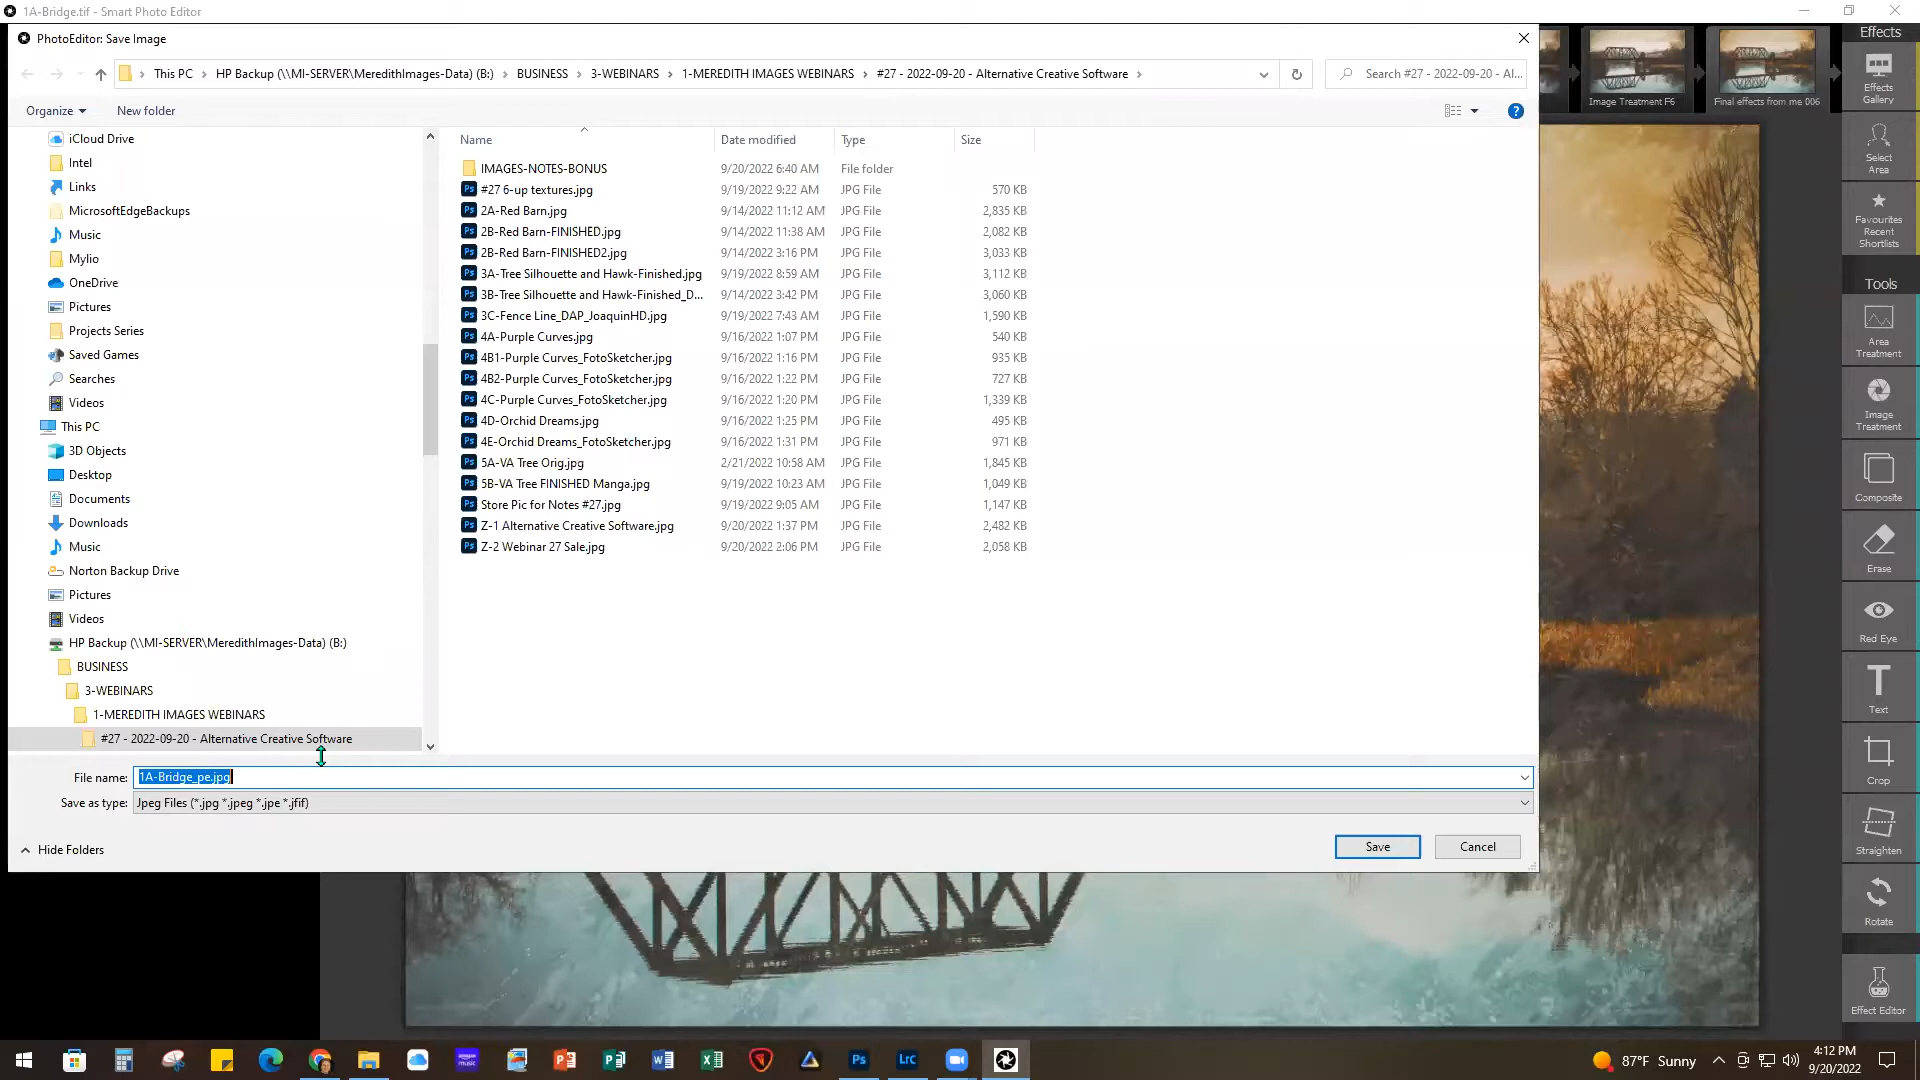 1A-Bridge.tif - Smart Photo Editor
PhotoEditor: Save Image
This PC > HP Backup (\\MI-SERVER\MeredithImages-Data) (B:) > BUSINESS > 3-WEBINARS > 1-MEREDITH IMAGES WEBINARS > #27 - 2022-09-20 - Alternative Creative Software >
Search #27 - 2022-09-20 - Al...
Organize
New folder
iCloud Drive
Intel
Links
MicrosoftEdgeBackups
Music
Mylio
OneDrive
Pictures
Projects Series
Saved Games
Searches
Videos
This PC
3D Objects
Desktop
Documents
Downloads
Music
Norton Backup Drive
Pictures
Videos
HP Backup (\\MI-SERVER\MeredithImages-Data) (B:)
BUSINESS
3-WEBINARS
1-MEREDITH IMAGES WEBINARS
#27 - 2022-09-20 - Alternative Creative Software
Name Date modified Type Size
IMAGES-NOTES-BONUS 9/20/2022 6:40 AM File folder
#27 6-up textures.jpg 9/19/2022 9:22 AM JPG File 570 KB
2A-Red Barn.jpg 9/14/2022 11:12 AM JPG File 2,835 KB
2B-Red Barn-FINISHED.jpg 9/14/2022 11:38 AM JPG File 2,082 KB
2B-Red Barn-FINISHED2.jpg 9/14/2022 3:16 PM JPG File 3,033 KB
3A-Tree Silhouette and Hawk-Finished.jpg 9/19/2022 8:59 AM JPG File 3,112 KB
3B-Tree Silhouette and Hawk-Finished_D... 9/14/2022 3:42 PM JPG File 3,060 KB
3C-Fence Line_DAP_JoaquinHD.jpg 9/19/2022 7:43 AM JPG File 1,590 KB
4A-Purple Curves.jpg 9/16/2022 1:07 PM JPG File 540 KB
4B1-Purple Curves_FotoSketcher.jpg 9/16/2022 1:16 PM JPG File 935 KB
4B2-Purple Curves_FotoSketcher.jpg 9/16/2022 1:22 PM JPG File 727 KB
4C-Purple Curves_FotoSketcher.jpg 9/16/2022 1:20 PM JPG File 1,339 KB
4D-Orchid Dreams.jpg 9/16/2022 1:25 PM JPG File 495 KB
4E-Orchid Dreams_FotoSketcher.jpg 9/16/2022 1:31 PM JPG File 971 KB
5A-VA Tree Orig.jpg 2/21/2022 10:58 AM JPG File 1,845 KB
5B-VA Tree FINISHED Manga.jpg 9/19/2022 10:23 AM JPG File 1,049 KB
Store Pic for Notes #27.jpg 9/19/2022 9:05 AM JPG File 1,147 KB
Z-1 Alternative Creative Software.jpg 9/20/2022 1:37 PM JPG File 2,482 KB
Z-2 Webinar 27 Sale.jpg 9/20/2022 2:06 PM JPG File 2,058 KB
File name: 1A-Bridge_pe.jpg
Save as type: Jpeg Files (*.jpg *.jpeg *.jpe *.jfif)
Hide Folders
Save
Cancel
Image Treatment F6
Final effects from me 006
Effects
Effects
Gallery
Select
Area
Favourites
Recent
Shortlists
Tools
Area
Treatment
Image
Treatment
Composite
Erase
Red Eye
Text
Crop
Straighten
Rotate
Effect Editor
amazon
music
Ps
Lrc
87°F Sunny
4:12 PM
9/20/2022